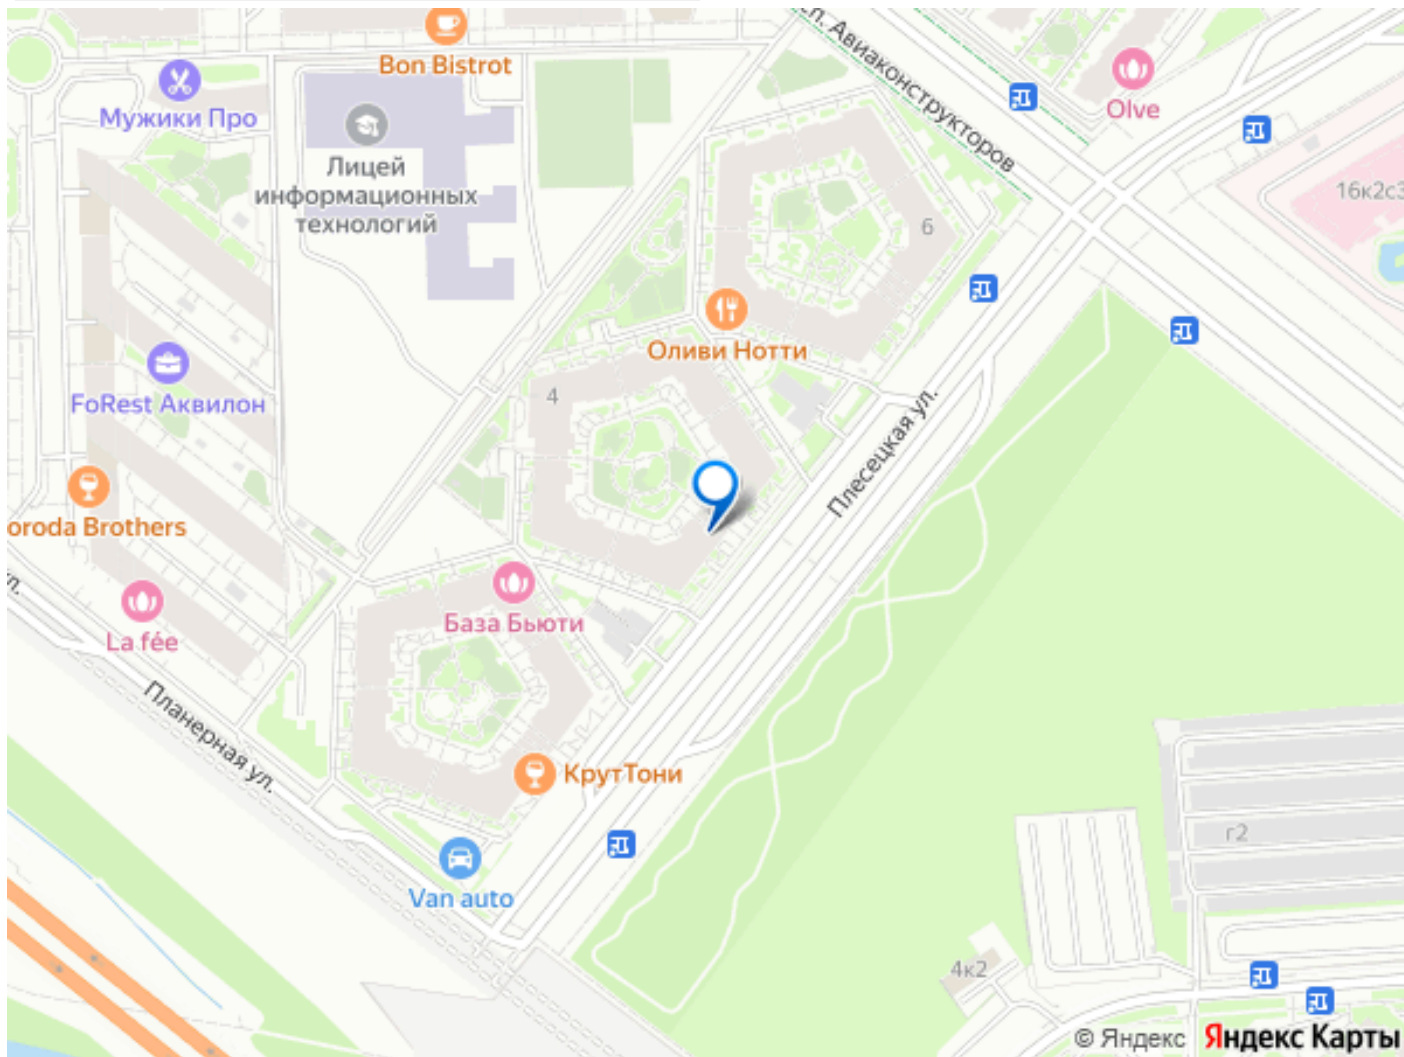 Bon Bistrot
сп. Авиаконструкторов
Olve
Мужики Про
Лицей
информационных
технологий
16к2с3
6
Оливи Нотти
4
FoRest Аквилон
Плесецкая ул.
oroda Brothers
База Бьюти
La fée
Планерная ул.
КрутТони
г2
Van auto
4к2
© Яндекс Яндекс Карты